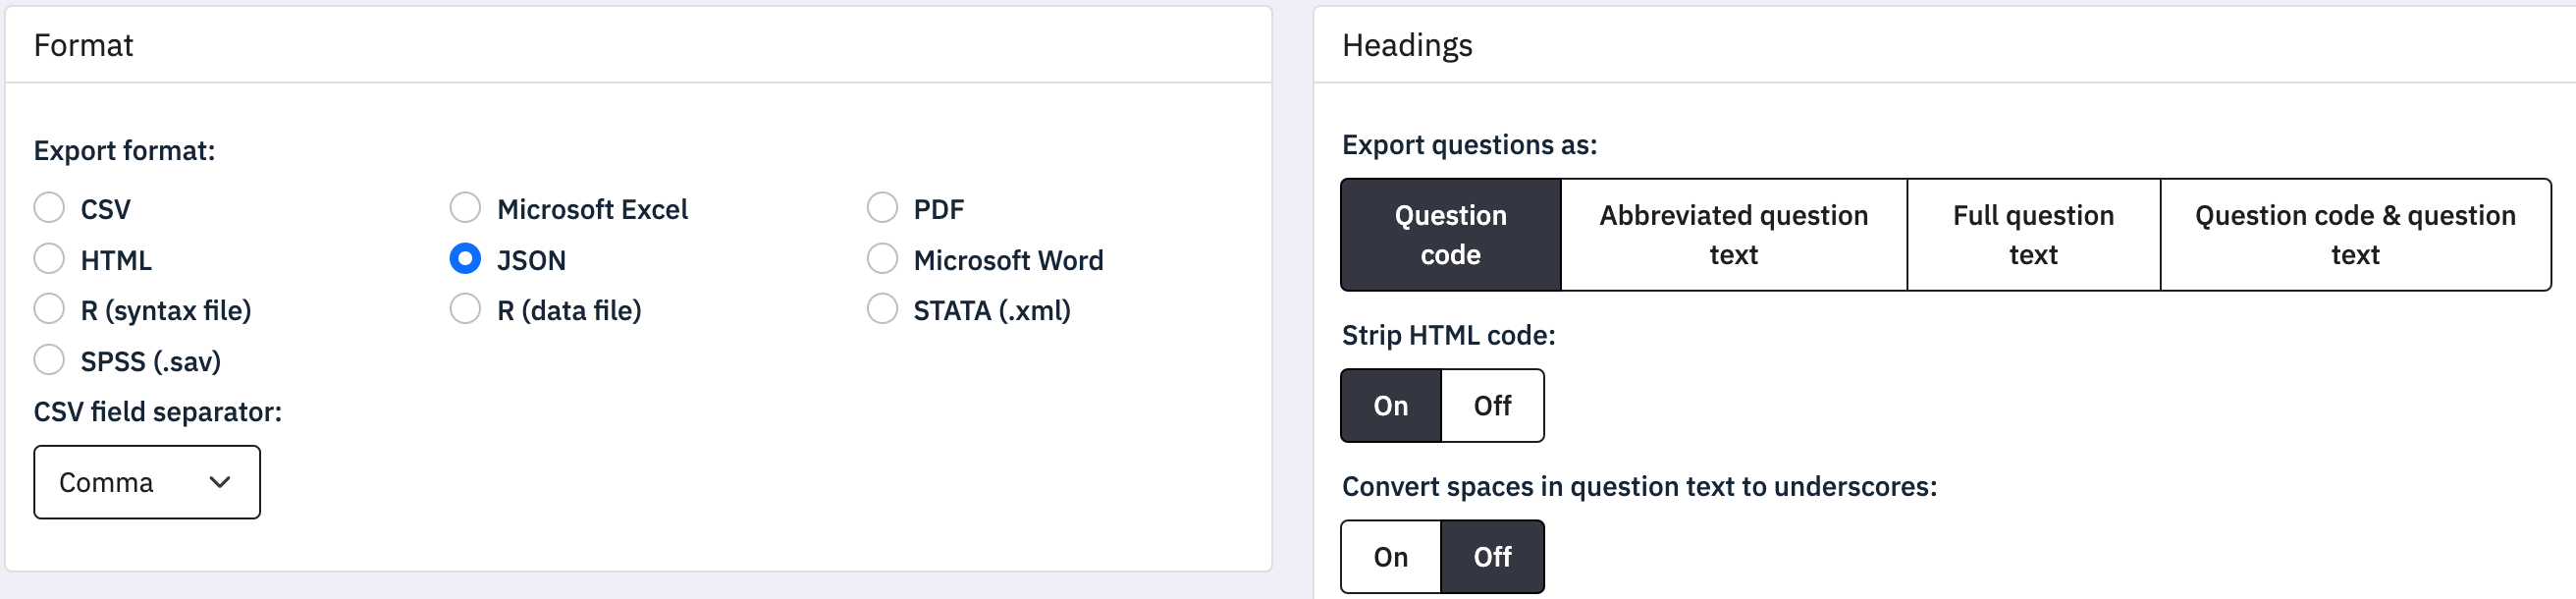 Format
Export format:
CSV
Microsoft Excel
PDF
HTML
JSON
Microsoft Word
R (syntax file)
R (data file)
STATA (.xml)
SPSS (.sav)
CSV field separator:
Comma
Headings
Export questions as:
Question
code
Abbreviated question
text
Full question
text
Question code & question
text
Strip HTML code:
On
Off
Convert spaces in question text to underscores:
On
Off